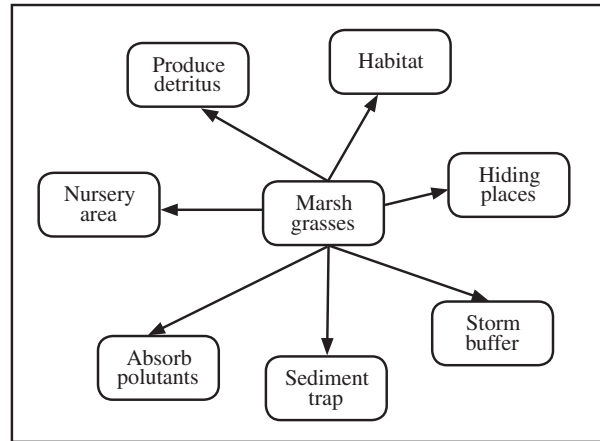 Produce
detritus
Habitat
Nursery
area
Marsh
grasses
Hiding
places
Absorb
polutants
Sediment
trap
Storm
buffer